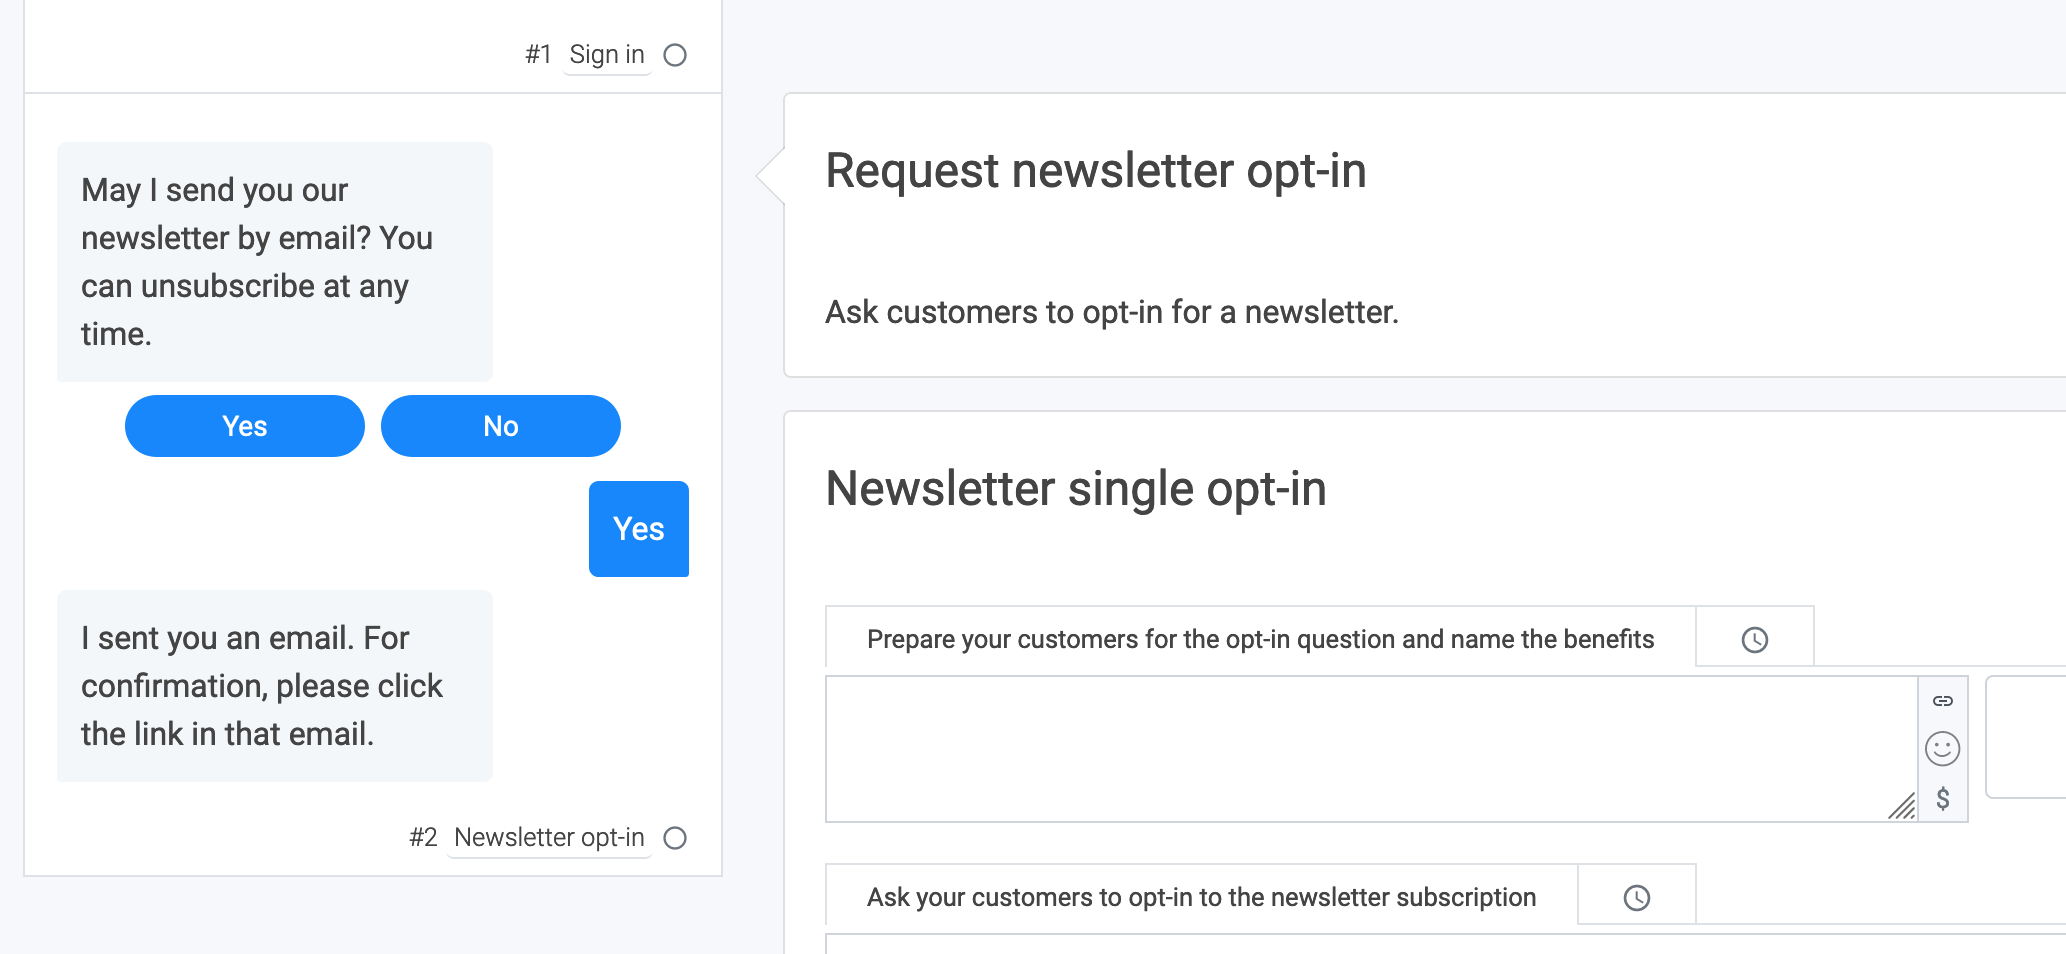 #1 Sign in
May I send you our
newsletter by email? You
can unsubscribe at any
time.
Yes
No
Yes
I sent you an email. For
confirmation, please click
the link in that email.
#2 Newsletter opt-in
Request newsletter opt-in
Ask customers to opt-in for a newsletter.
Newsletter single opt-in
Prepare your customers for the opt-in question and name the benefits
$
Ask your customers to opt-in to the newsletter subscription